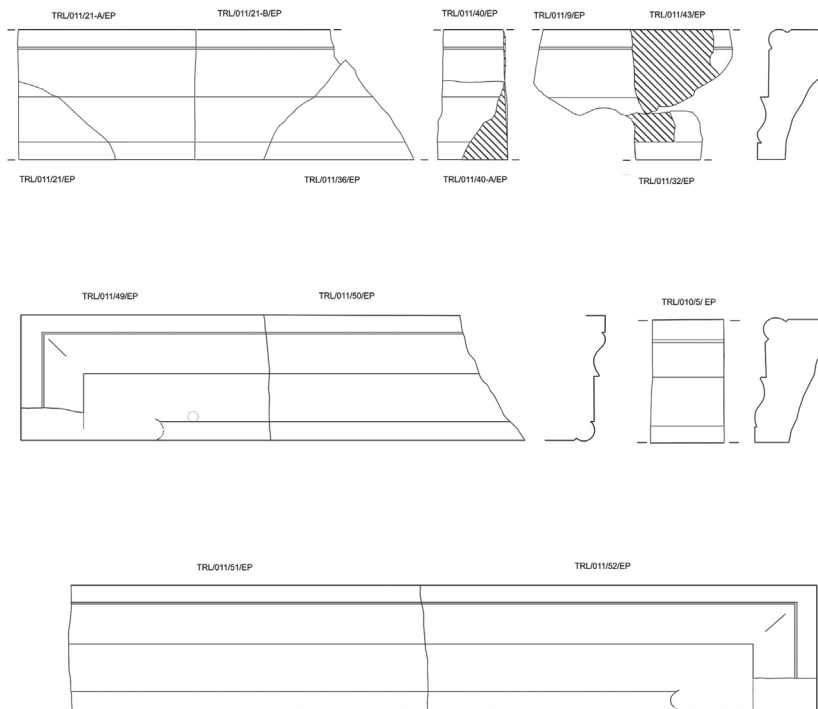 TRL/011/21-A/EP
TRL/011/21-B/EP
TRL/011/40/EP
TRL/011/9/EP
TRL/011/43/EP
TRL/011/21/EP
TRL/011/36/EP
TRL/011/40-A/EP
TRL/011/32/EP
TRL/011/49/EP
TRL/011/50/EP
TRL/010/5/ EP
TRL/011/51/EP
TRL/011/52/EP